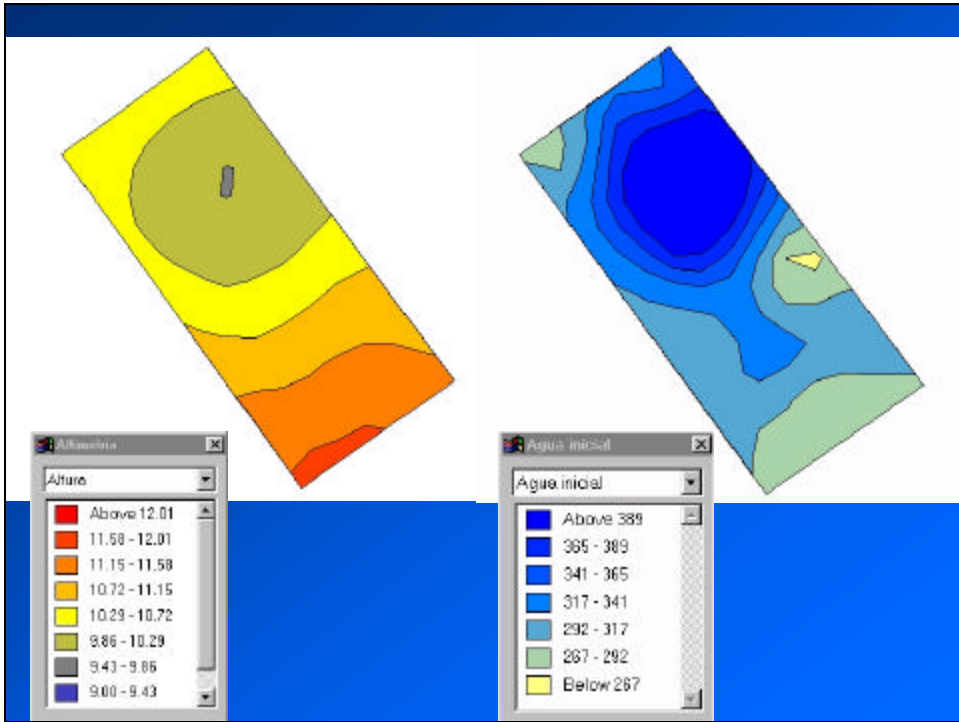 Altimetria
Altura
Above 12.01
11.58 - 12.01
11.15 - 11.58
10.72 - 11.15
10.29 - 10.72
9.86 - 10.29
9.43 - 9.86
9.00 - 9.43
Agua inicial
Agua inicial
Above 389
365 - 389
341 - 365
317 - 341
292 - 317
267 - 292
Below 267